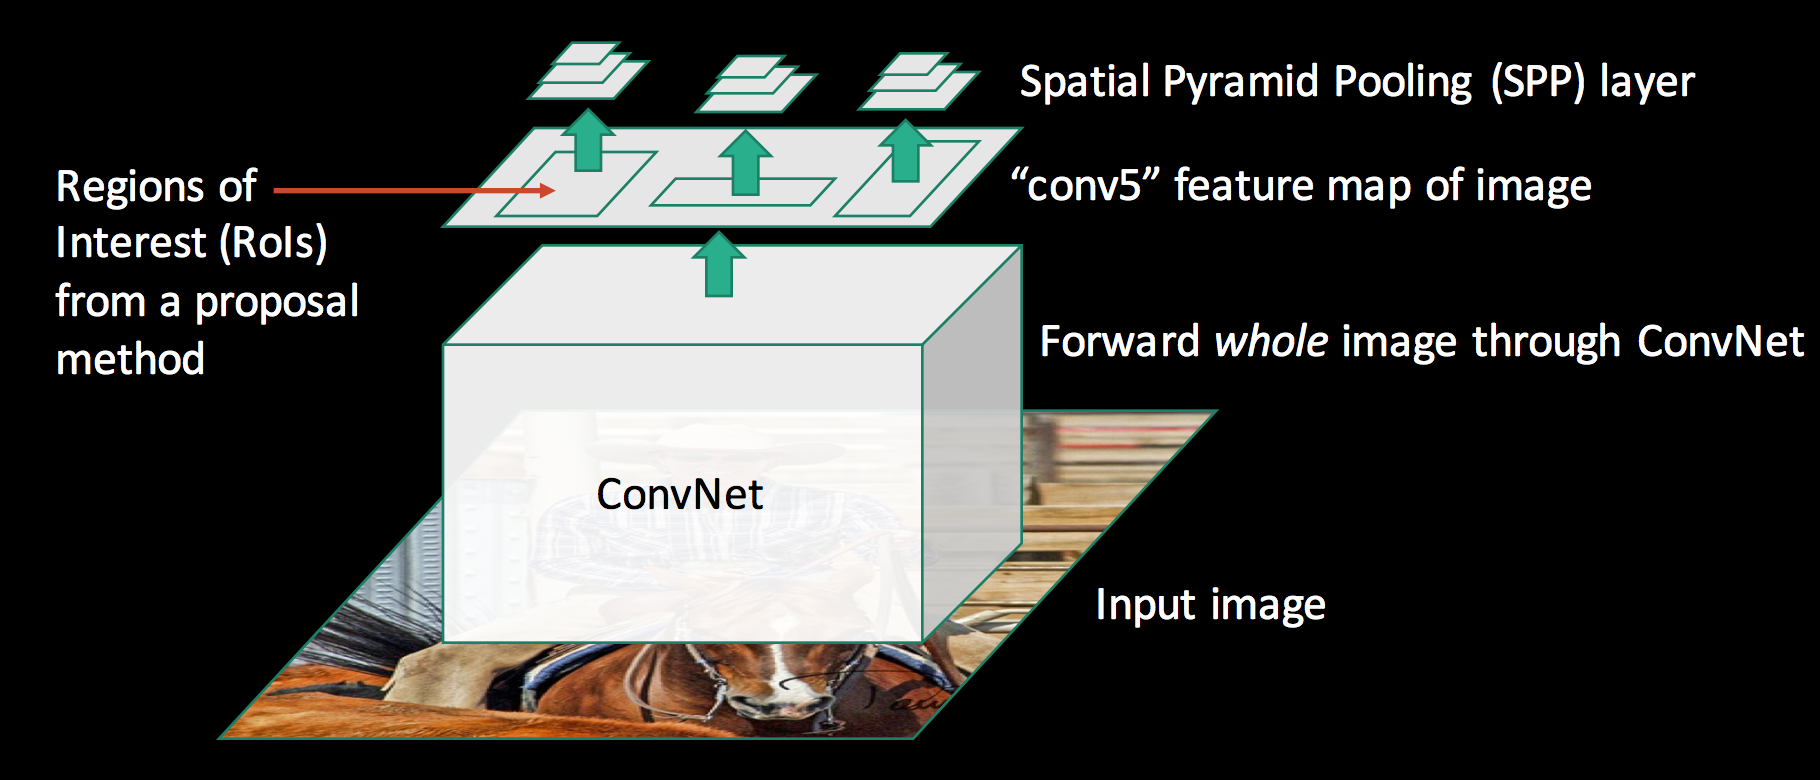 Spatial Pyramid Pooling (SPP) layer
"conv5" feature map of image
Regions of
Interest (RoIs)
from a proposal
method
Forward whole image through ConvNet
ConvNet
Input image